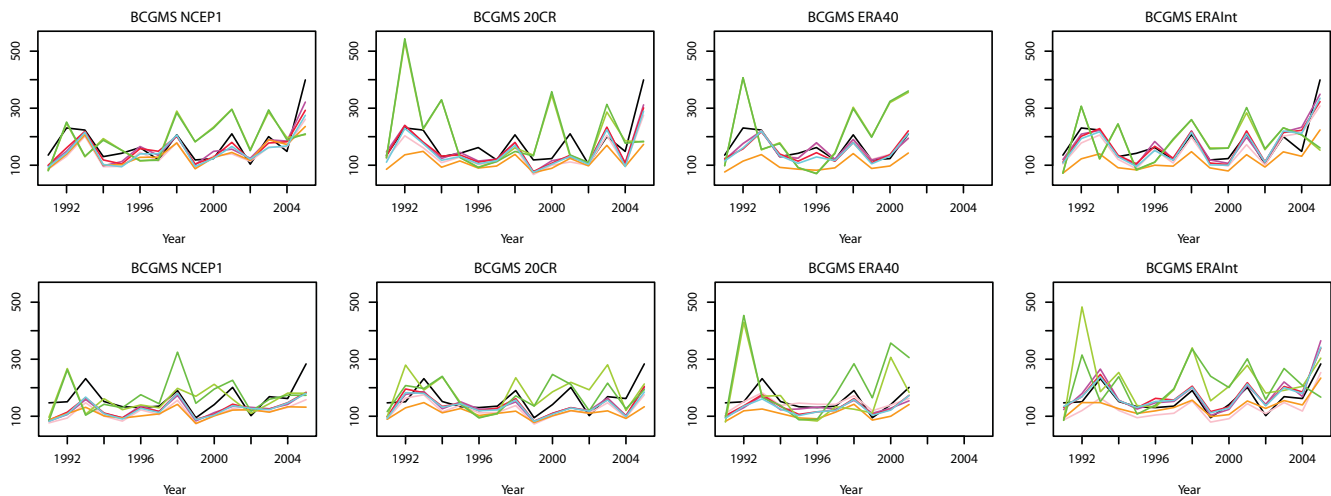 BCGMS NCEP1 BCGMS 20CR BCGMS ERA40 BCGMS ERAInt
500 500 500 500
300 300 300 300
100 100 100 100
1992 1996 2000 2004 1992 1996 2000 2004 1992 1996 2000 2004 1992 1996 2000 2004
Year Year Year Year
BCGMS NCEP1 BCGMS 20CR BCGMS ERA40 BCGMS ERAInt
500 500 500 500
300 300 300 300
100 100 100 100
1992 1996 2000 2004 1992 1996 2000 2004 1992 1996 2000 2004 1992 1996 2000 2004
Year Year Year Year